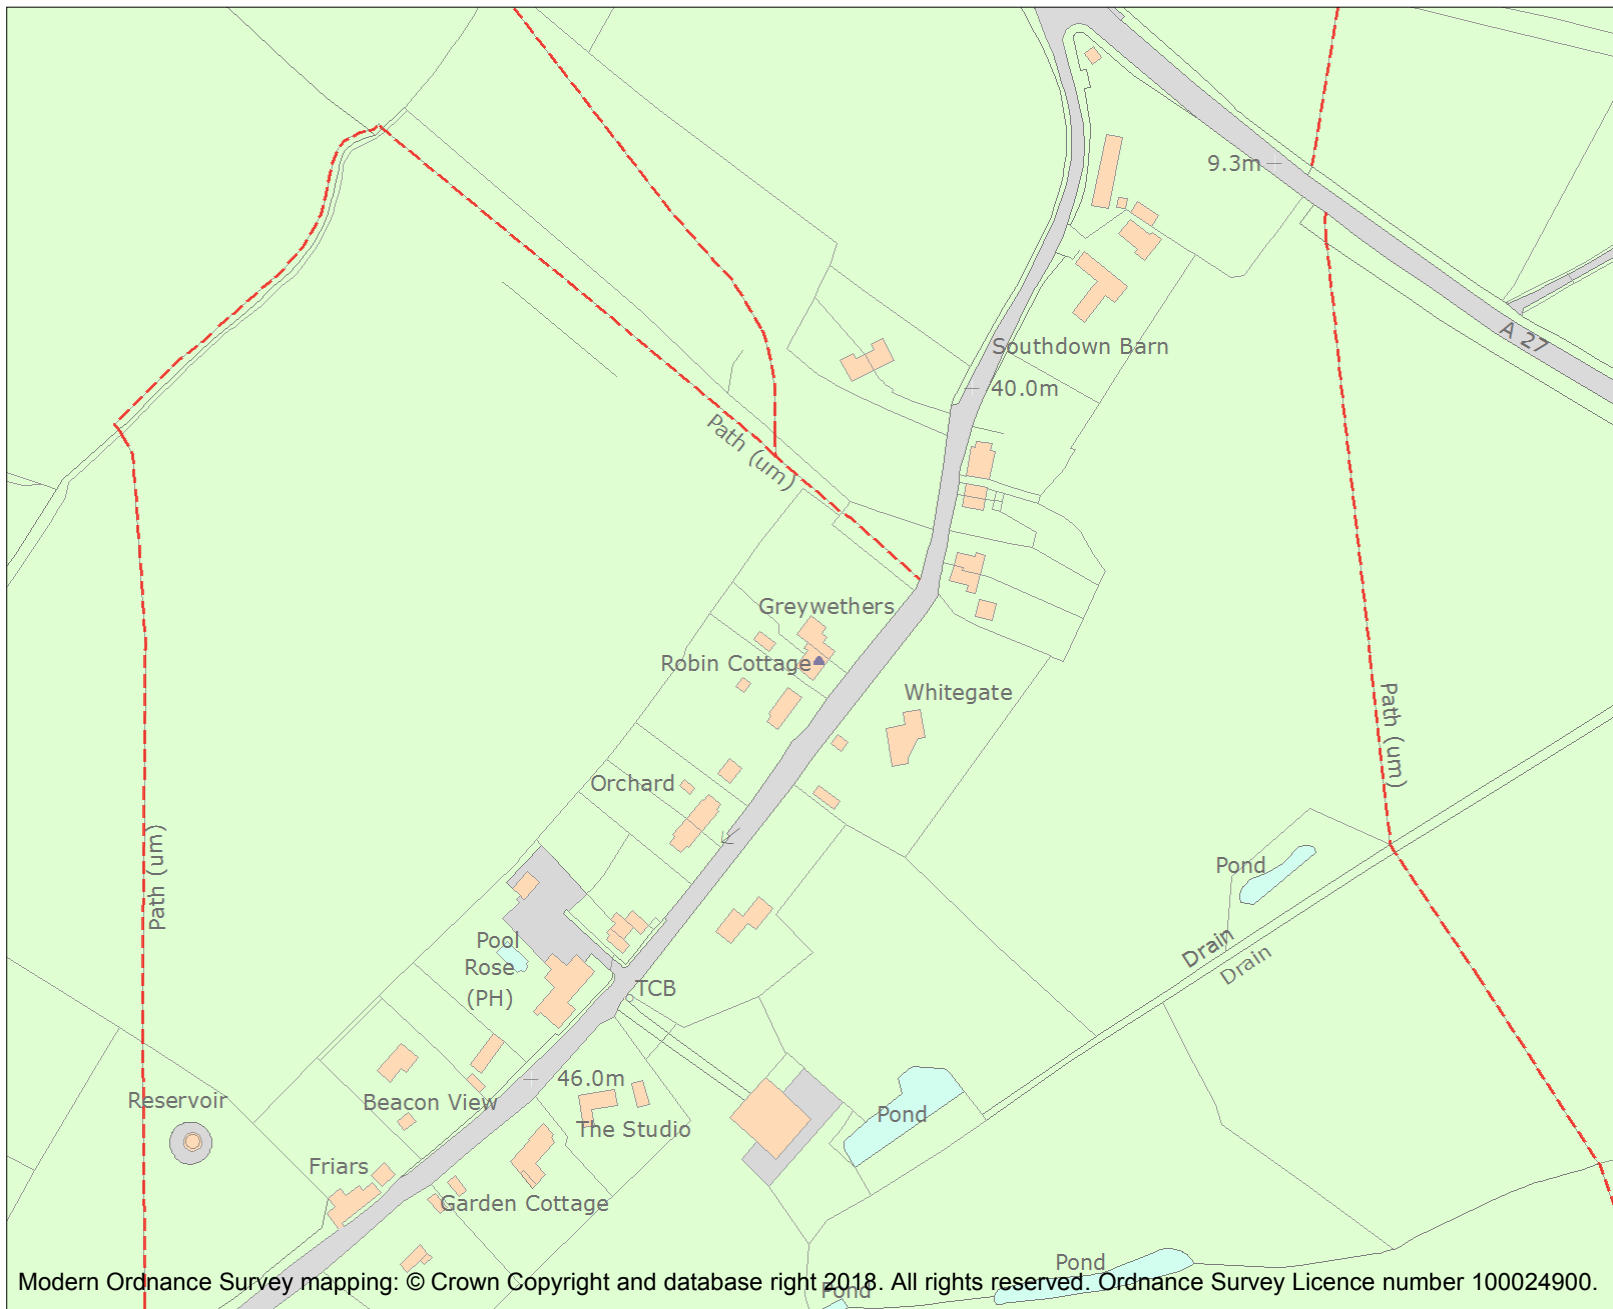 9.3m
A 27
Southdown Barn
40.0m
Path (um)
Greywethers
Robin Cottage
Whitegate
Path (um)
Orchard
Path (um)
Pond
Pool
Drain
Drain
Rose
(PH)
TCB
46.0m
Reservoir
Beacon View
Pond
The Studio
Friars
Garden Cottage
Pond
Pond
Modern Ordnance Survey mapping: © Crown Copyright and database right 2018. All rights reserved. Ordnance Survey Licence number 100024900.